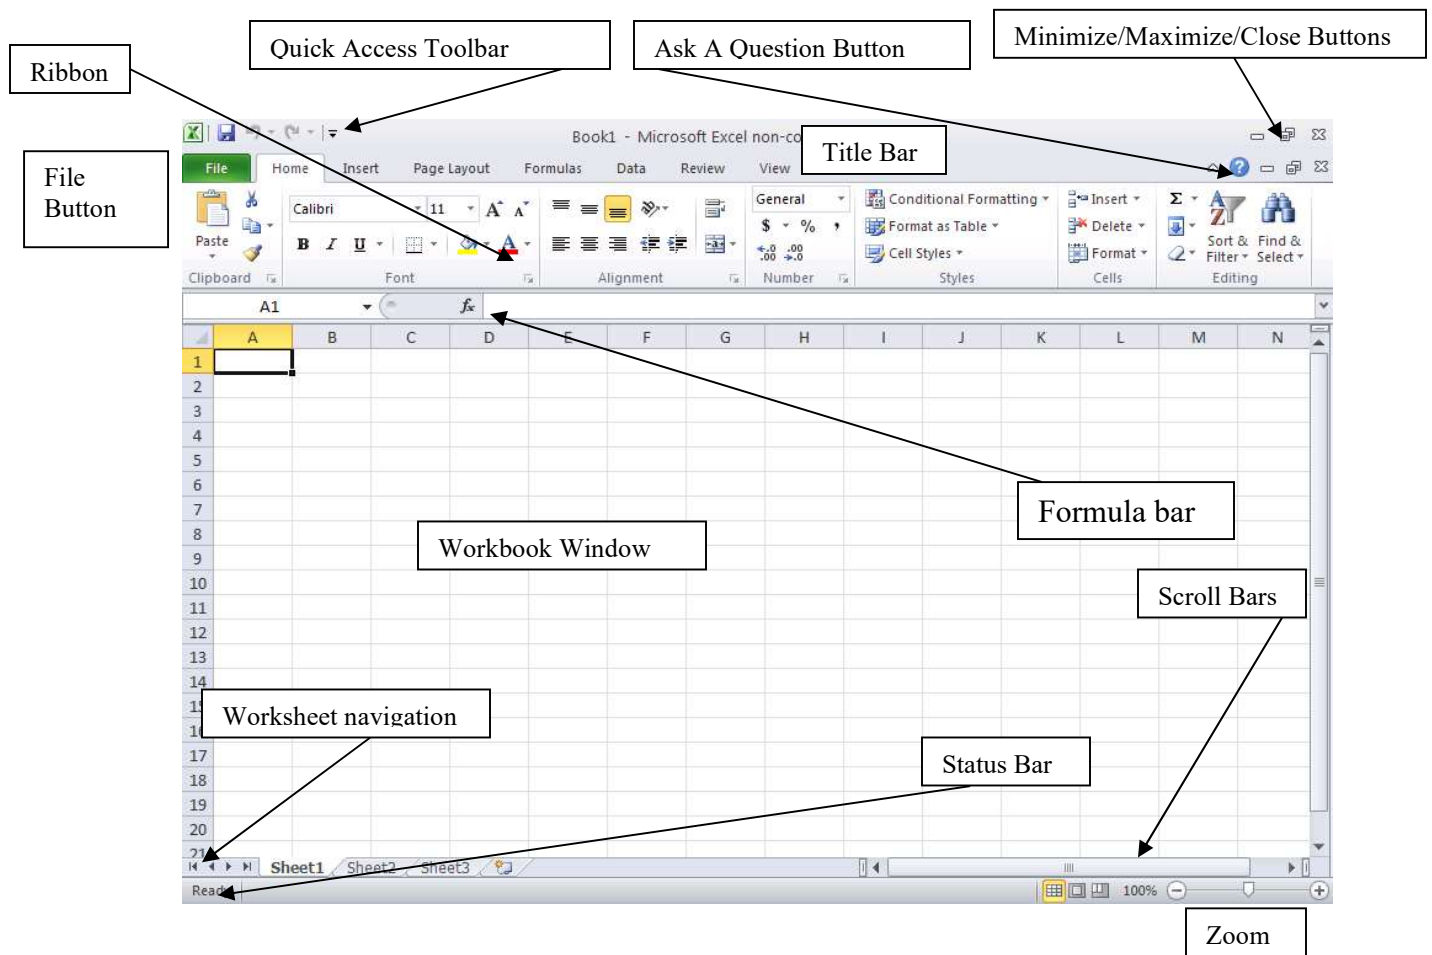 Quick Access Toolbar
Ask A Question Button
Minimize/Maximize/Close Buttons
Ribbon
Book1 - Microsoft Excel non-co
Title Bar
File
Button
File Home Insert Page Layout Formulas Data Review View
Calibri 11
General
Conditional Formatting
Insert
Σ
$ % ,
Format as Table
Delete
Paste
B I U
A
Cell Styles
Format
Sort & Filter
Find & Select
Clipboard Font Alignment Number Styles Cells Editing
A1 fx
A B C D E F G H I J K L M N
1
2
3
4
5
6
7
Formula bar
8
Workbook Window
9
10
Scroll Bars
11
12
13
14
Worksheet navigation
17
Status Bar
18
19
20
21
Sheet1 Sheet2 Sheet3
Ready
100%
Zoom